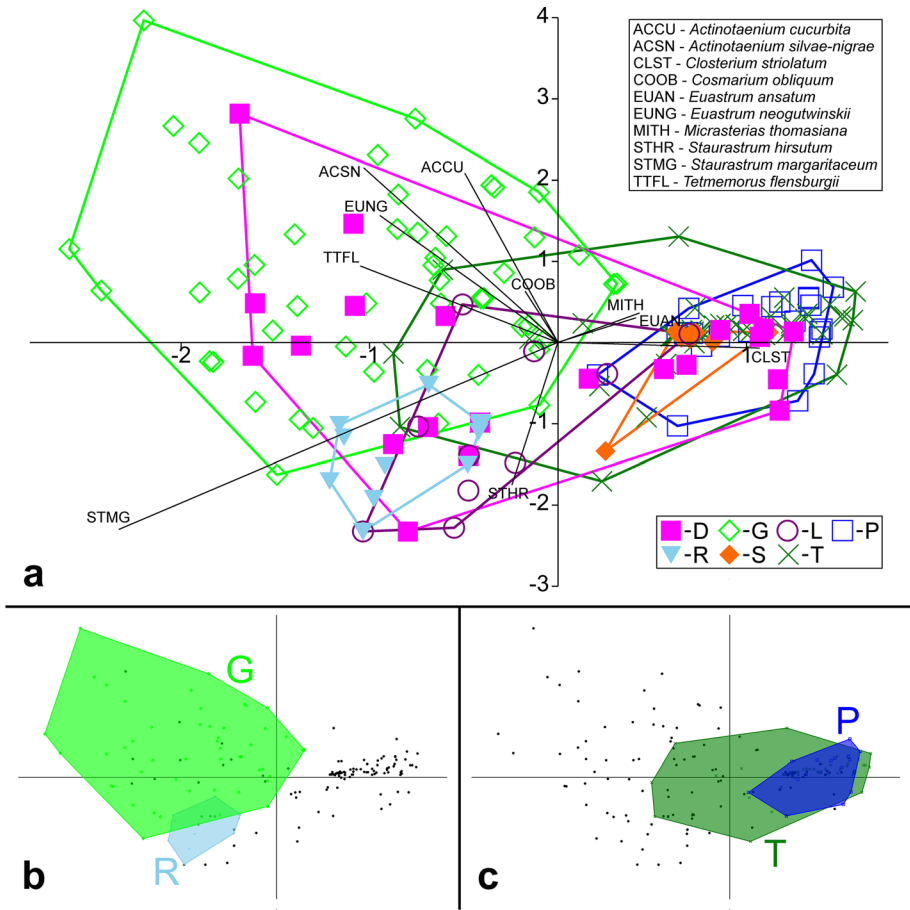 4
ACCU - Actinotaenium cucurbita
ACSN - Actinotaenium silvae-nigrae
CLST - Closterium striolatum
COOB - Cosmarium obliquum
EUAN - Euastrum ansatum
EUNG - Euastrum neogutwinskii
MITH - Micrasterias thomasiana
STHR - Staurastrum hirsutum
STMG - Staurastrum margaritaceum
TTFL - Tetmemorus flensburgii
3
2
ACSN
ACCU
EUNG
1
TTFL
COOB
MITH
EUAN
-2
-1
1
CLST
-1
-2
STHR
STMG
-3
-D -G -L -P
-R -S -T
a
G
R
b
P
T
c